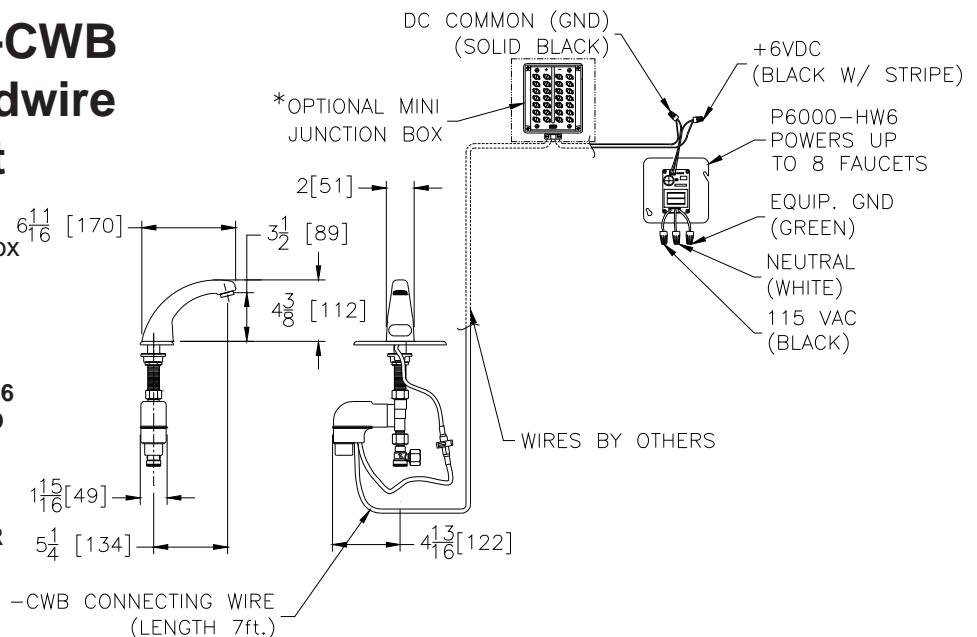 -CWB
dwire
t
ox
6
R
DC COMMON (GND)
(SOLID BLACK)
+6VDC
(BLACK W/ STRIPE)
*OPTIONAL MINI
JUNCTION BOX
P6000-HW6
POWERS UP
TO 8 FAUCETS
EQUIP. GND
(GREEN)
NEUTRAL
(WHITE)
115 VAC
(BLACK)
2[51]
6 11/16 [170]
3 1/2 [89]
4 3/8 [112]
WIRES BY OTHERS
1 15/16[49]
5 1/4 [134]
4 13/16[122]
-CWB CONNECTING WIRE
(LENGTH 7ft.)